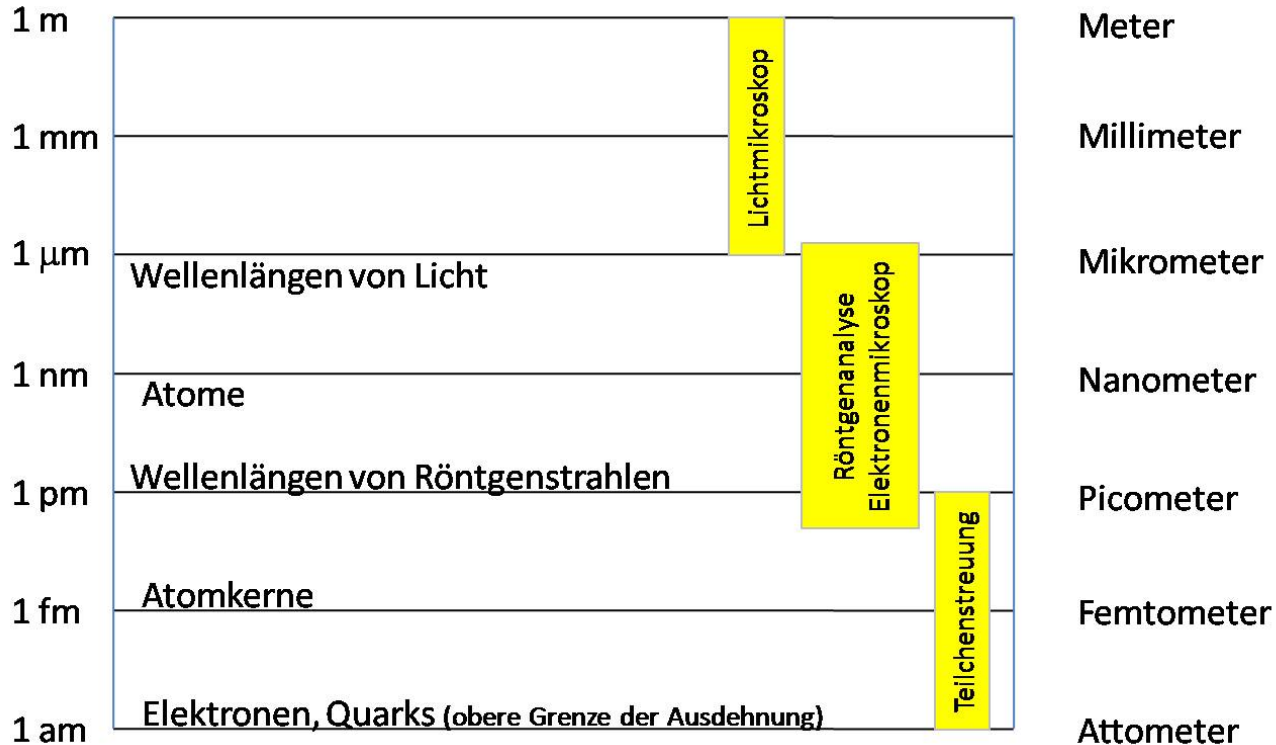 1 m
Meter
Lichtmikroskop
1 mm
Millimeter
1 μm
Mikrometer
Wellenlängen von Licht
Röntgenanalyse
Elektronenmikroskop
1 nm
Nanometer
Atome
Wellenlängen von Röntgenstrahlen
1 pm
Picometer
Teilchenstreuung
Atomkerne
1 fm
Femtometer
Elektronen, Quarks (obere Grenze der Ausdehnung)
1 am
Attometer